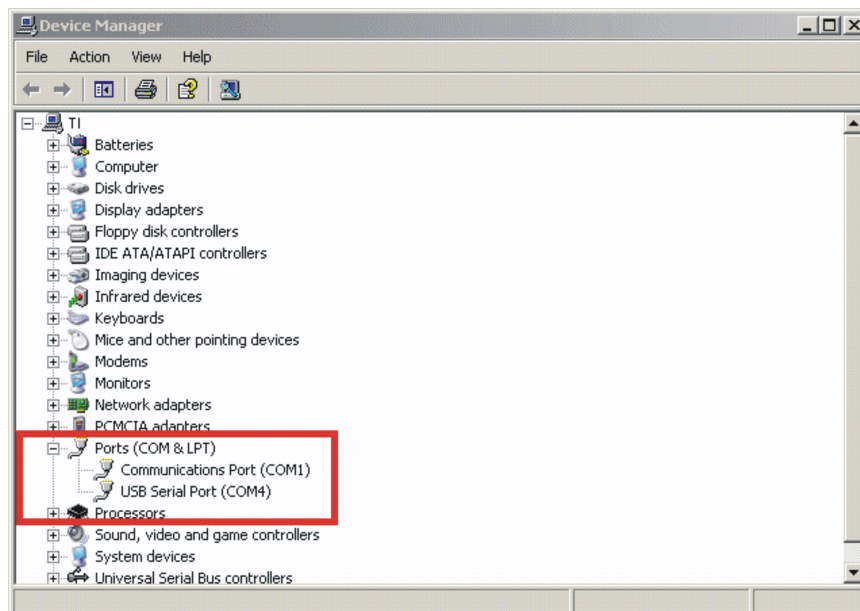 Device Manager
File Action View Help
TI
Batteries
Computer
Disk drives
Display adapters
Floppy disk controllers
IDE ATA/ATAPI controllers
Imaging devices
Infrared devices
Keyboards
Mice and other pointing devices
Modems
Monitors
Network adapters
PCMCIA adapters
Ports (COM & LPT)
Communications Port (COM1)
USB Serial Port (COM4)
Processors
Sound, video and game controllers
System devices
Universal Serial Bus controllers